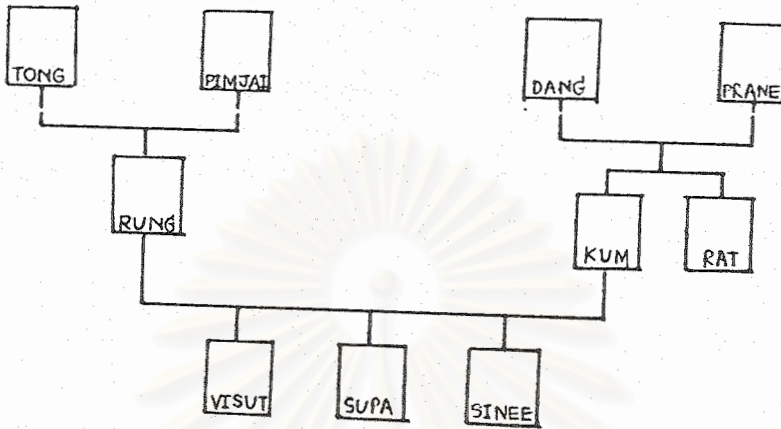 TONG
PIMJAI
DANG
PRANE
RUNG
KUM
RAT
VISUT
SUPA
SINEE